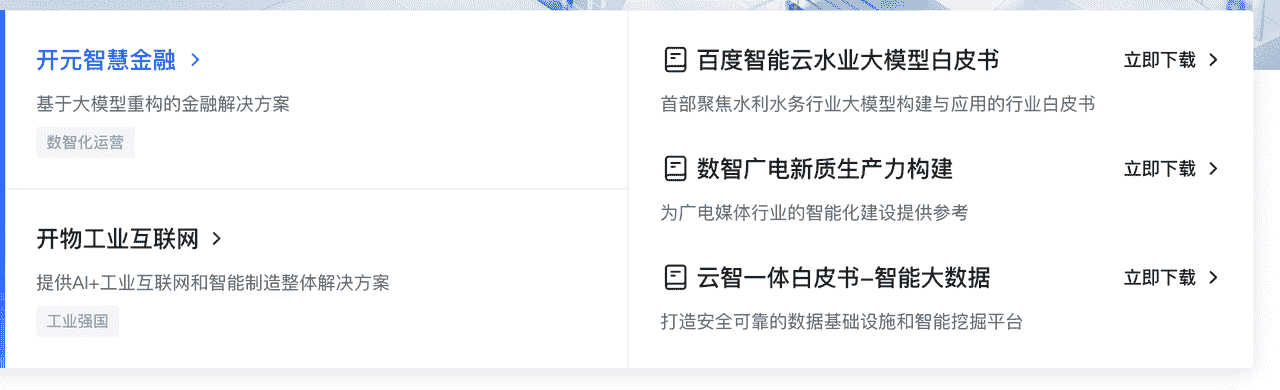 开元智慧金融
基于大模型重构的金融解决方案
数智化运营
开物工业互联网
提供AI+工业互联网和智能制造整体解决方案
工业强国
百度智能云水业大模型白皮书 立即下载
首部聚焦水利水务行业大模型构建与应用的行业白皮书
数智广电新质生产力构建 立即下载
为广电媒体行业的智能化建设提供参考
云智一体白皮书–智能大数据 立即下载
打造安全可靠的数据基础设施和智能挖掘平台